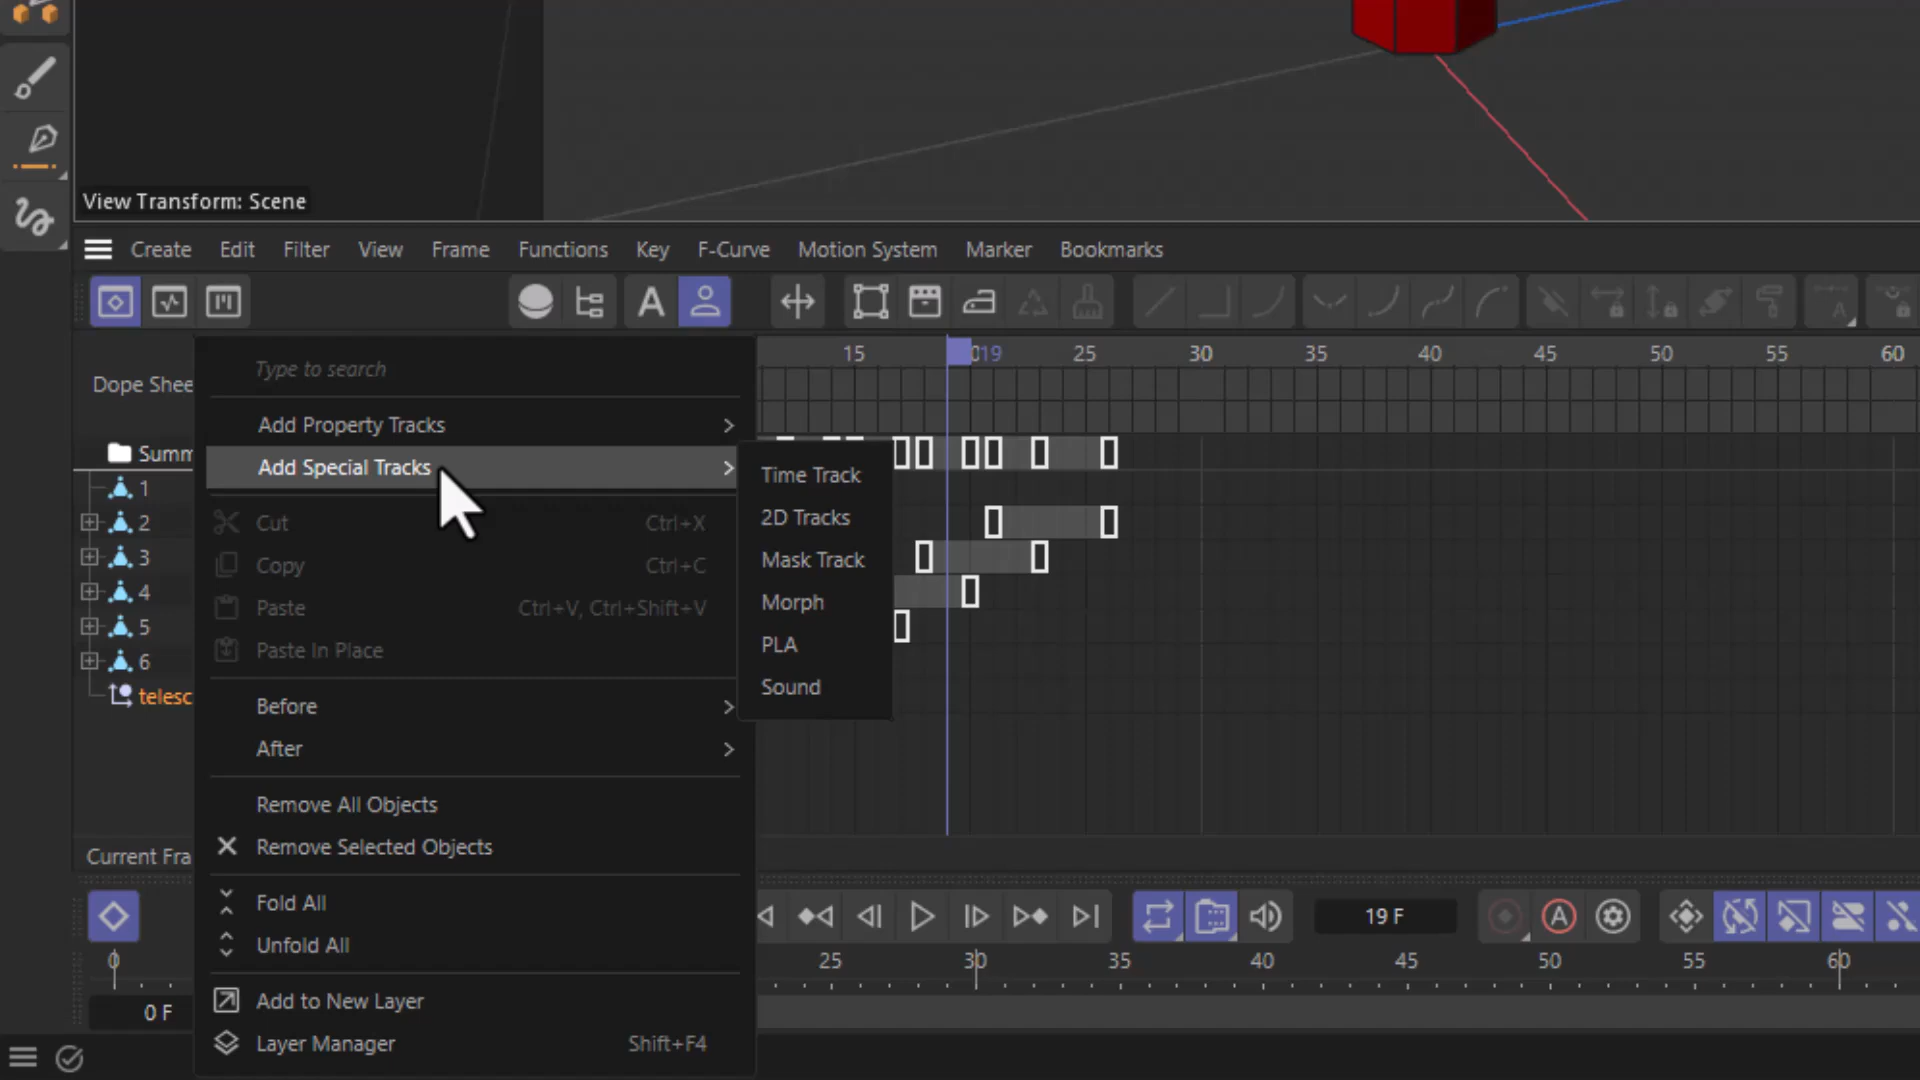 View Transform: Scene
Create Edit Filter View Frame Functions Key F-Curve Motion System Marker Bookmarks
A
15 19 25 30 35 40 45 50 55 60
Dope Shee
Type to search
Add Property Tracks
Summ
Add Special Tracks
Time Track
2D Tracks
Mask Track
Morph
PLA
Sound
1
2
3
4
5
6
telesc
Cut Ctrl+X
Copy Ctrl+C
Paste Ctrl+V, Ctrl+Shift+V
Paste In Place
Before
After
Remove All Objects
Remove Selected Objects
Current Fra
Fold All
19 F
A
Unfold All
0 25 30 35 40 45 50 55 60
Add to New Layer
0 F
Layer Manager Shift+F4